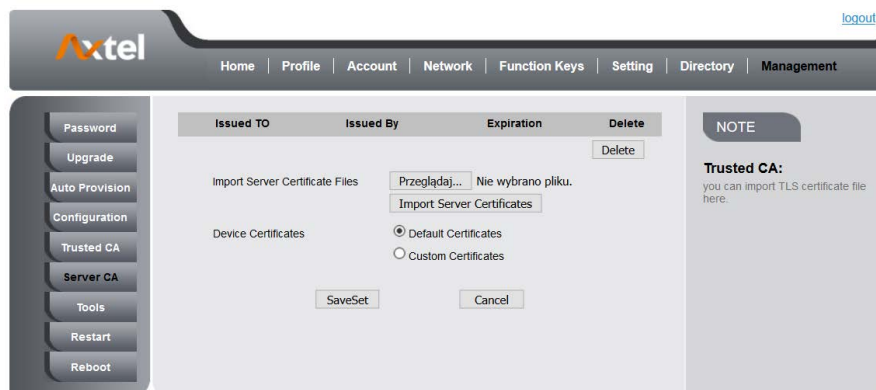 logout
Axtel
Home | Profile | Account | Network | Function Keys | Setting | Directory | Management
Password
Upgrade
Auto Provision
Configuration
Trusted CA
Server CA
Tools
Restart
Reboot
Issued TO Issued By Expiration Delete
Delete
Import Server Certificate Files Przeglądaj... Nie wybrano pliku.
Import Server Certificates
Device Certificates Default Certificates
Custom Certificates
SaveSet Cancel
NOTE
Trusted CA:
you can import TLS certificate file
here.